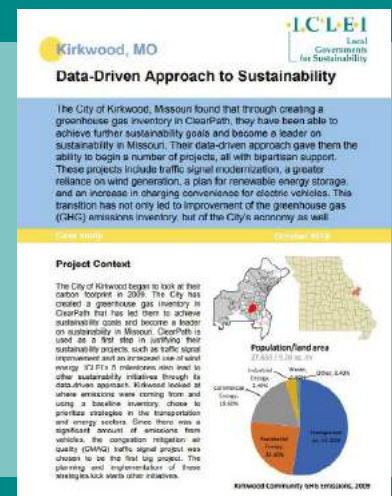 I.C.L.E.I
Local
Governments
for Sustainability
Kirkwood, MO
Data-Driven Approach to Sustainability
The City of Kirkwood, Missouri found that through creating a
greenhouse gas inventory in ClearPath, they have been able to
achieve further sustainability goals and become a leader on
sustainability in Missouri. Their data-driven approach gave them the
ability to begin a number of projects, all with bipartisan support.
These projects include traffic signal modernization, a greater
reliance on wind generation, a plan for renewable energy storage,
and an increase in charging convenience for electric vehicles. This
transition has not only led to improvement of the greenhouse gas
(GHG) emissions inventory, but of the City's economy as well.
Case study
October
Project Context
The City of Kirkwood began to look at their
carbon footprint in 2009. The City has
created a greenhouse gas inventory in
ClearPath that has led them to achieve
sustainability goals and become a leader
on sustainability in Missouri. ClearPath is
used as a first step in justifying their
sustainability projects, such as traffic signal
improvement and an increased use of wind
energy. ICLEI's 5 milestones also lead to
other sustainability initiatives through its
data-driven approach. Kirkwood looked at
where emissions were coming from and
using a baseline inventory, chose to
prioritize strategies in the transportation
and energy sectors. Since there was a
significant amount of emissions from
vehicles, the congestion mitigation air
quality (CMAQ) traffic signal project was
chosen to be the first big project. The
planning and implementation of these
strategies kick starts other initiatives.
Population/land area
Industrial
Energy,
Waste,
Other,
Commercial
Energy,
Residential
Energy,
Kirkwood Community GHG Emissions, 2009